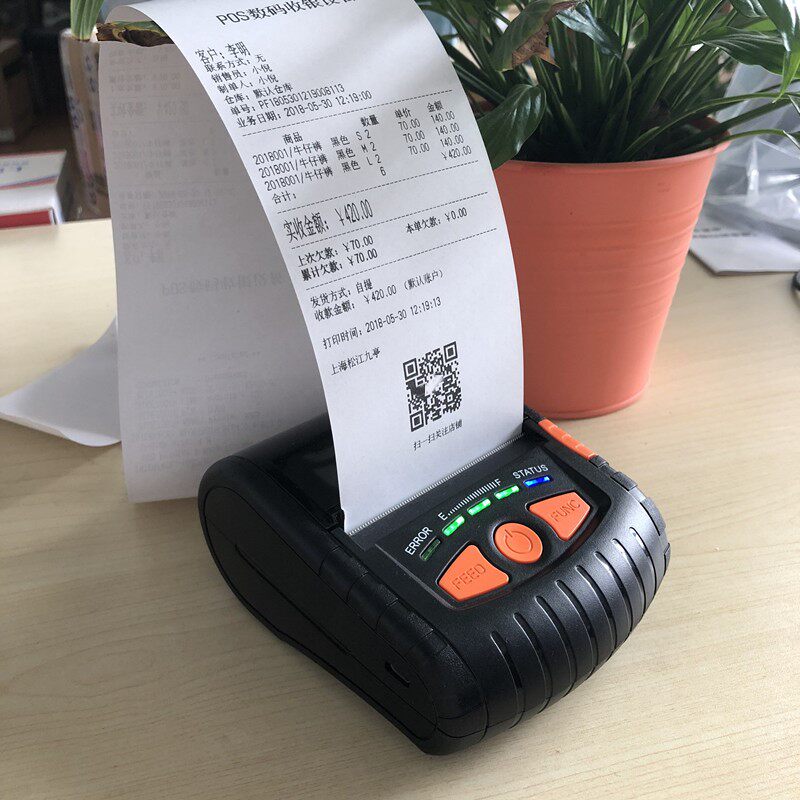 POS数码收银
客户：李明
联系方式：无
销售员：小悦
制单人：小悦
仓库：默认仓库
单号：PF1805301219008113
业务日期：2018-05-30 12:19:00
商品 数量 单价 金额
2018001/牛仔裤 黑色 S 2 70.00 140.00
2018001/牛仔裤 黑色 M 2 70.00 140.00
2018001/牛仔裤 黑色 L 2 70.00 140.00
合计： 6 ￥420.00
实收金额：￥420.00
上次欠款：￥70.00 本单欠款：￥0.00
累计欠款：￥70.00
发货方式：自提
收款金额：￥420.00 (默认账户)
打印时间：2018-05-30 12:19:13
上海松江九亭
扫一扫关注店铺
ERROR E F STATUS
FEED FUNC